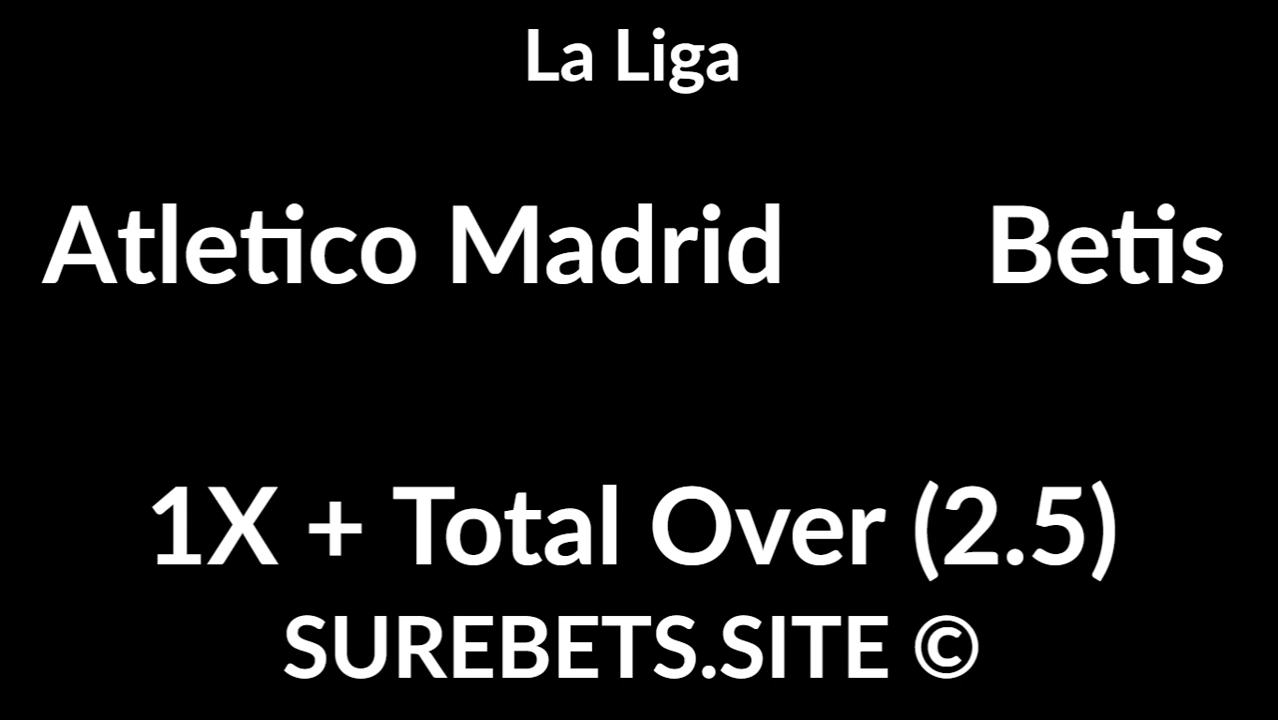 La Liga
Atletico Madrid Betis
1X + Total Over (2.5)
SUREBETS.SITE ©